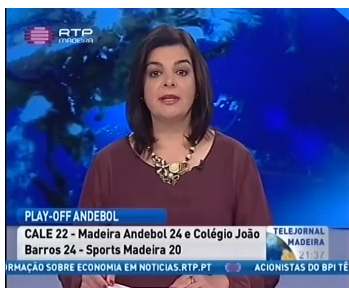 RTP
MADEIRA
PLAY-OFF ANDEBOL
CALE 22 - Madeira Andebol 24 e Colégio João
Barros 24 - Sports Madeira 20
TELEJORNAL
MADEIRA
21:37
ORMAÇÃO SOBRE ECONOMIA EM NOTICIAS.RTP.PT
ACIONISTAS DO BPI TÊ